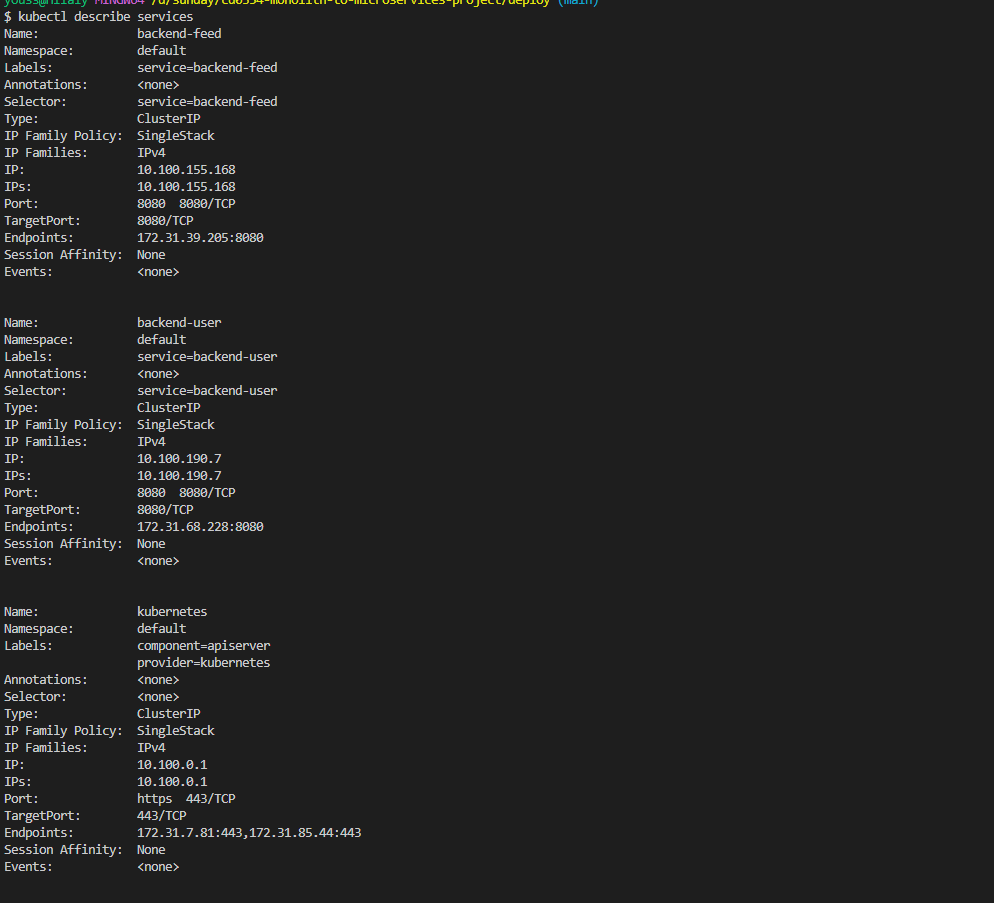 youss@hilaly MINGW64 /d/sunday/cd0354-monolith-to-microservices-project/deploy (main)
$ kubectl describe services
Name:              backend-feed
Namespace:         default
Labels:            service=backend-feed
Annotations:       <none>
Selector:          service=backend-feed
Type:              ClusterIP
IP Family Policy:  SingleStack
IP Families:       IPv4
IP:                10.100.155.168
IPs:               10.100.155.168
Port:              8080  8080/TCP
TargetPort:        8080/TCP
Endpoints:         172.31.39.205:8080
Session Affinity:  None
Events:            <none>

Name:              backend-user
Namespace:         default
Labels:            service=backend-user
Annotations:       <none>
Selector:          service=backend-user
Type:              ClusterIP
IP Family Policy:  SingleStack
IP Families:       IPv4
IP:                10.100.190.7
IPs:               10.100.190.7
Port:              8080  8080/TCP
TargetPort:        8080/TCP
Endpoints:         172.31.68.228:8080
Session Affinity:  None
Events:            <none>

Name:              kubernetes
Namespace:         default
Labels:            component=apiserver
                   provider=kubernetes
Annotations:       <none>
Selector:          <none>
Type:              ClusterIP
IP Family Policy:  SingleStack
IP Families:       IPv4
IP:                10.100.0.1
IPs:               10.100.0.1
Port:              https  443/TCP
TargetPort:        443/TCP
Endpoints:         172.31.7.81:443,172.31.85.44:443
Session Affinity:  None
Events:            <none>